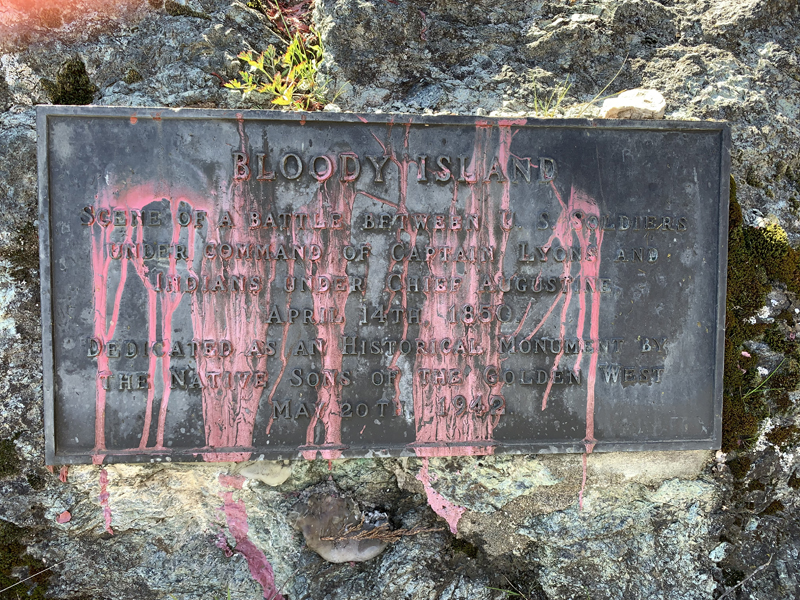 BLOODY ISLAND
SCENE OF A BATTLE BETWEEN U. S. SOLDIERS
UNDER COMMAND OF CAPTAIN LYONS AND
INDIANS UNDER CHIEF AUGUSTINE
APRIL 14TH, 1850.
DEDICATED AS AN HISTORICAL MONUMENT BY
THE NATIVE SONS OF THE GOLDEN WEST
MAY 20TH, 1942.